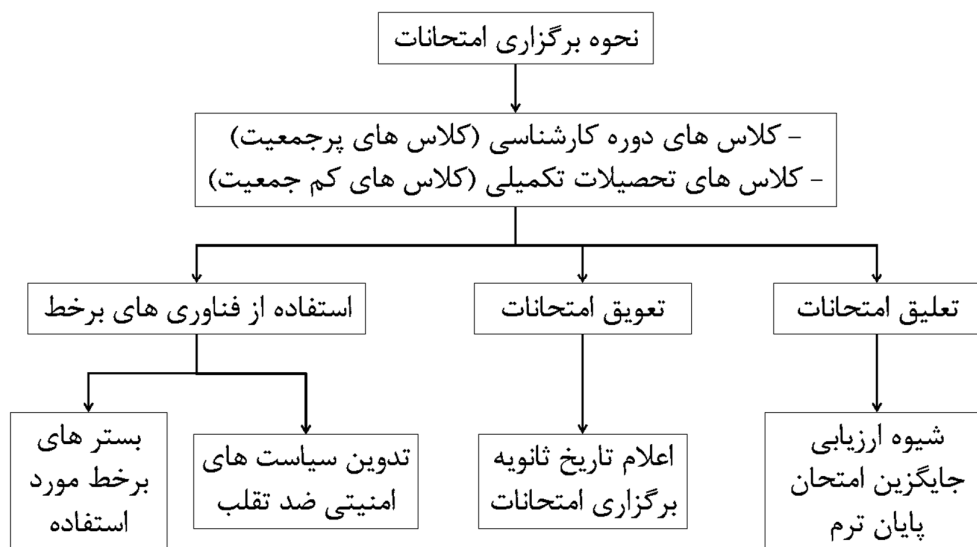 نحوه برگزاری امتحانات
- کلاس های دوره کارشناسی (کلاس های پرجمعیت)
- کلاس های تحصیلات تکمیلی (کلاس های کم جمعیت)
تعلیق امتحانات
تعویق امتحانات
استفاده از فناوری های برخط
شیوه ارزیابی
جایگزین امتحان
پایان ترم
اعلام تاریخ ثانویه
برگزاری امتحانات
تدوین سیاست های
امنیتی ضد تقلب
بستر های
برخط مورد
استفاده